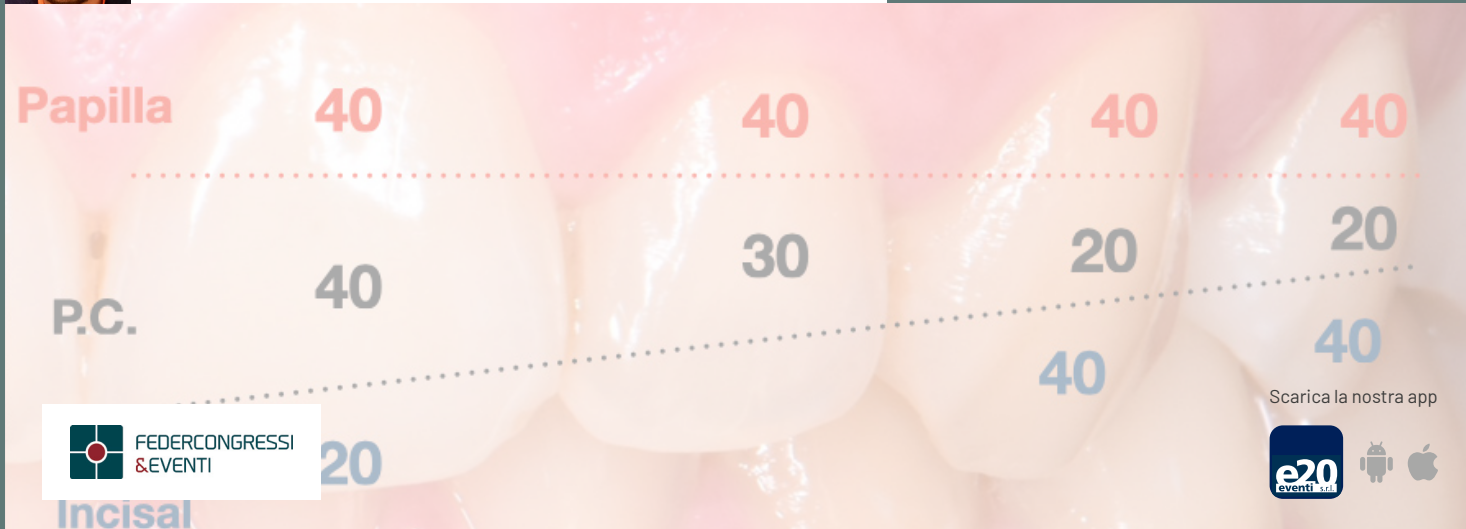 Papilla 40 40 40 40
40 30 20 20
P.C.
40 40
20
Incisal
FEDERCONGRESSI
&EVENTI
Scarica la nostra app
e20
eventi s.r.l.